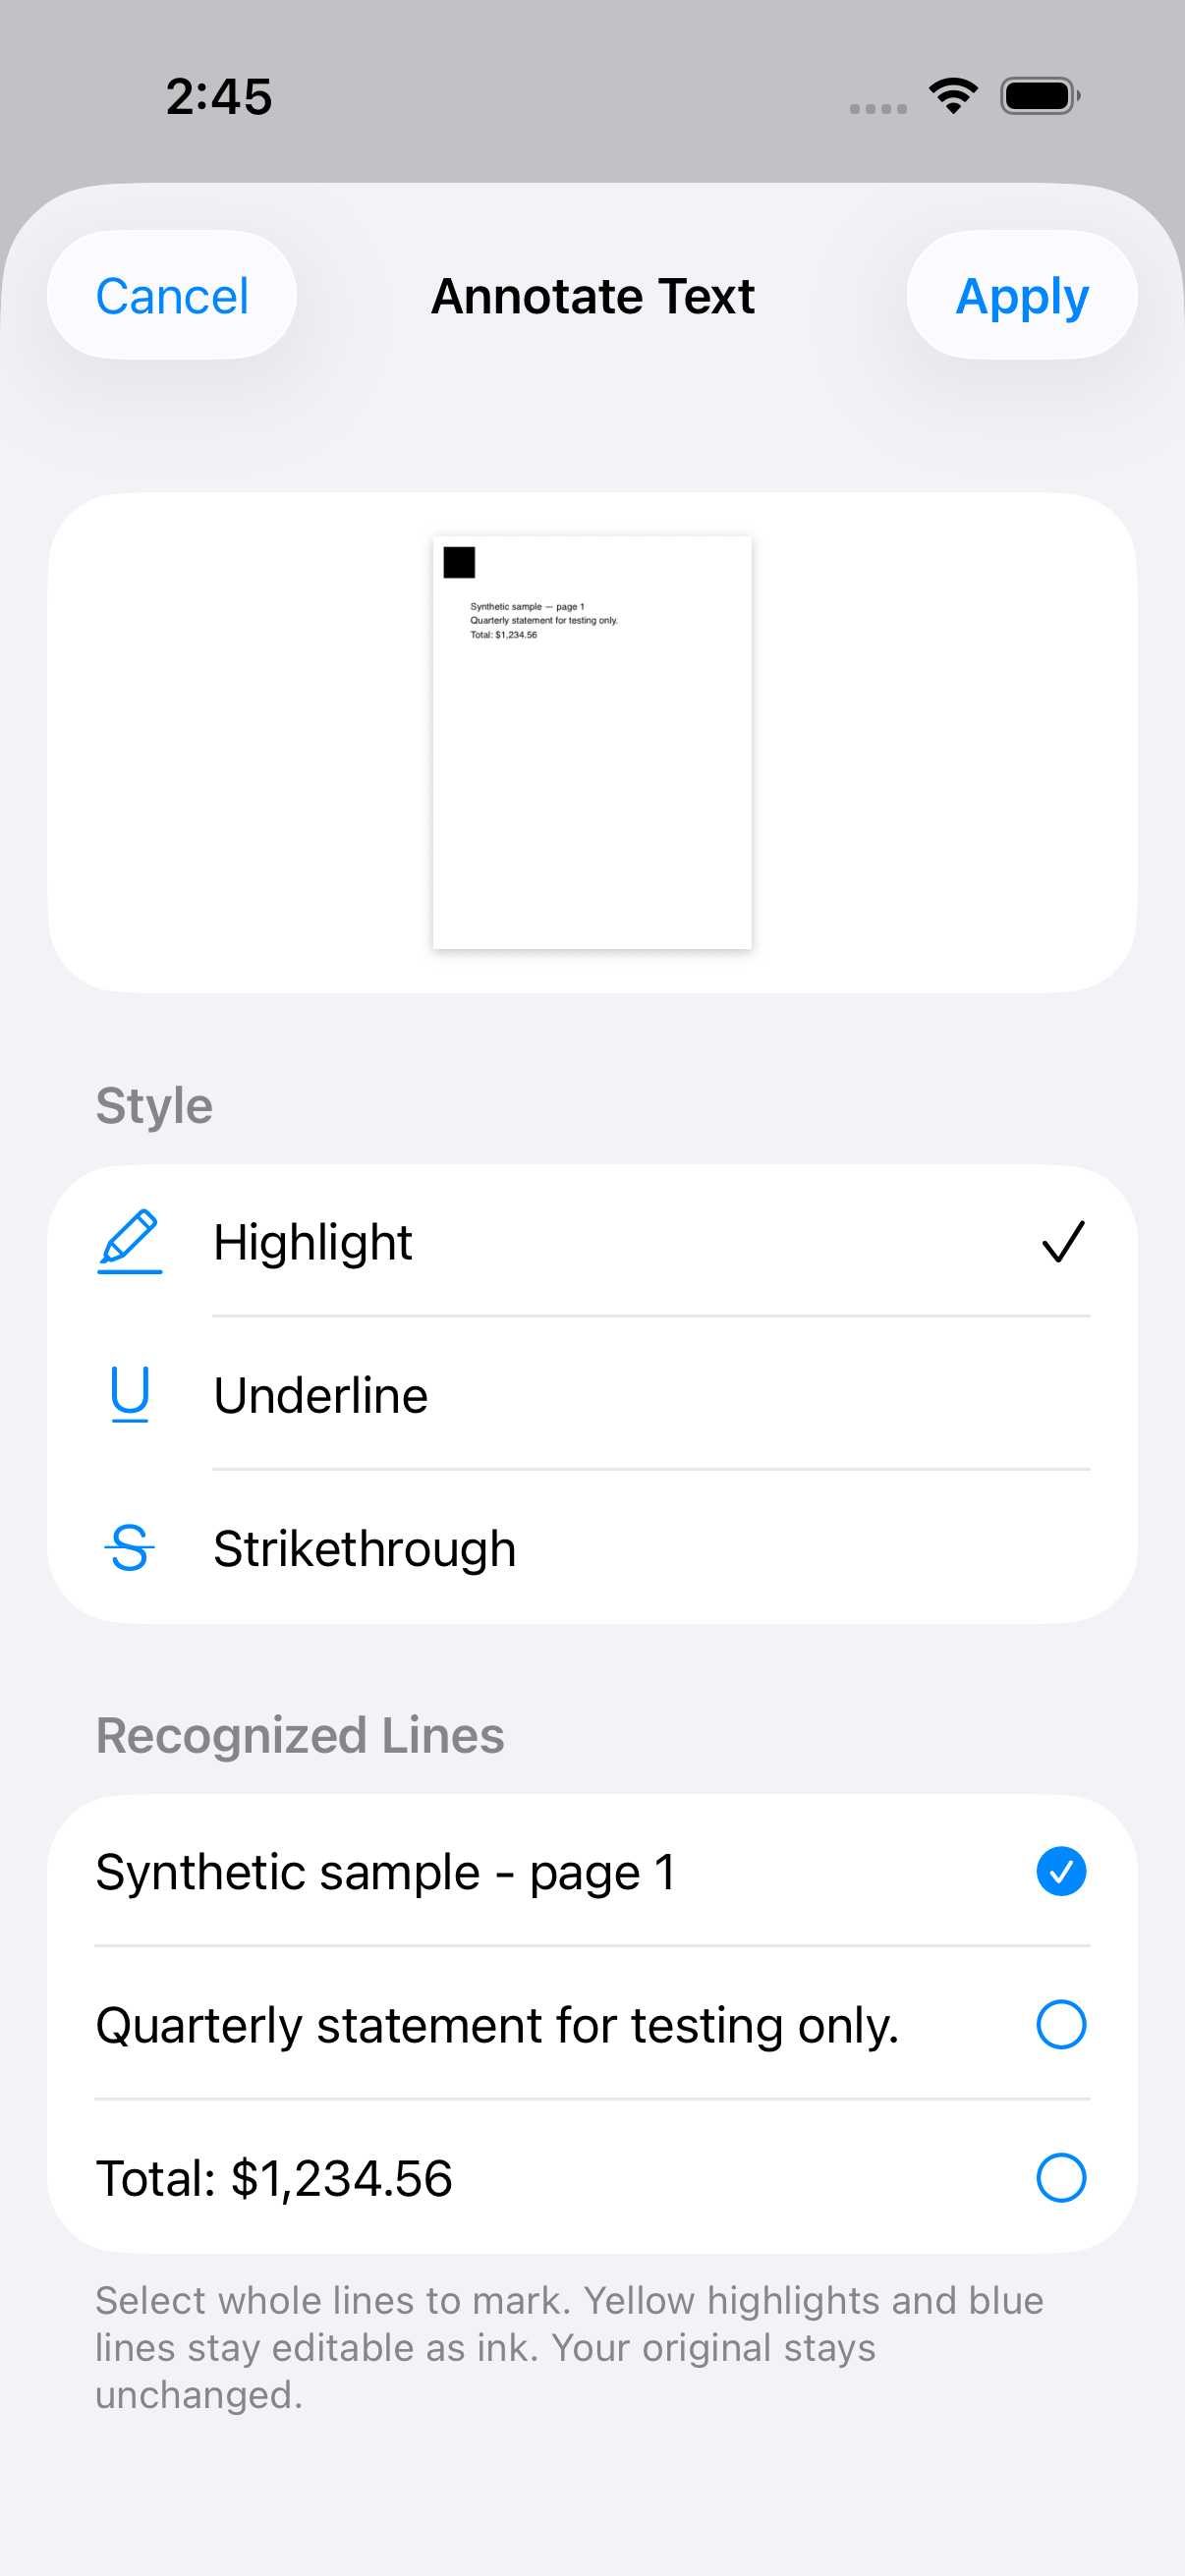 2:45
Cancel
Annotate Text
Apply
Synthetic sample — page 1
Quarterly statement for testing only.
Total: $1,234.56
Style
Highlight
U Underline
S Strikethrough
Recognized Lines
Synthetic sample - page 1
Quarterly statement for testing only.
Total: $1,234.56
Select whole lines to mark. Yellow highlights and blue
lines stay editable as ink. Your original stays
unchanged.